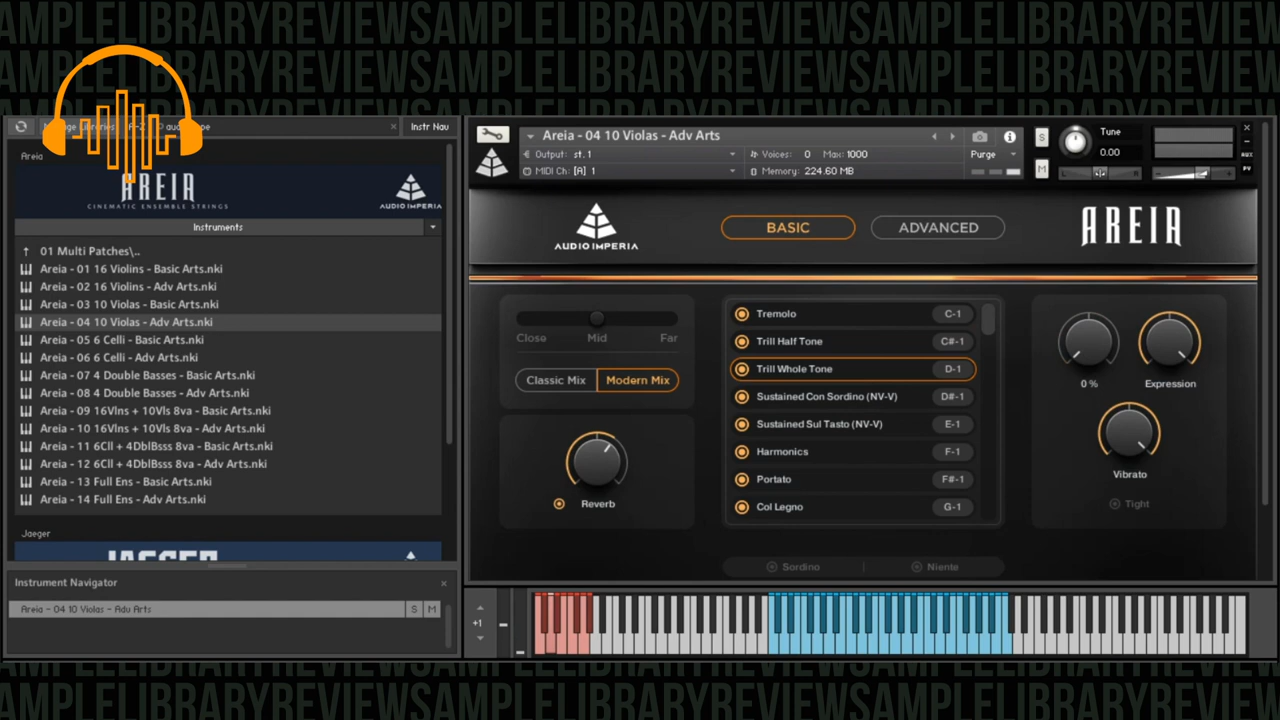 AMPLELIBRARYREVIEWSAMPLELIBRARYREVIEWSAMPLELIBRARYREVIEW
Instr Nav
Areia
AREIA
CINEMATIC ENSEMBLE STRINGS
AUDIO IMPERIA
Instruments
01 Multi Patches\..
Areia - 01 16 Violins - Basic Arts.nki
Areia - 02 16 Violins - Adv Arts.nki
Areia - 03 10 Violas - Basic Arts.nki
Areia - 04 10 Violas - Adv Arts.nki
Areia - 05 6 Celli - Basic Arts.nki
Areia - 06 6 Celli - Adv Arts.nki
Areia - 07 4 Double Basses - Basic Arts.nki
Areia - 08 4 Double Basses - Adv Arts.nki
Areia - 09 16Vlns + 10Vls 8va - Basic Arts.nki
Areia - 10 16Vlns + 10Vls 8va - Adv Arts.nki
Areia - 11 6Cll + 4DblBsss 8va - Basic Arts.nki
Areia - 12 6Cll + 4DblBsss 8va - Adv Arts.nki
Areia - 13 Full Ens - Basic Arts.nki
Areia - 14 Full Ens - Adv Arts.nki
Jaeger
JAEGER
Instrument Navigator
Areia - 04 10 Violas - Adv Arts S M
Areia - 04 10 Violas - Adv Arts
Output: st. 1 Voices: 0 Max: 1000 Purge
MIDI Ch: [A] 1 Memory: 224.60 MB
S Tune
0.00
M L R
AUX
PV
AUDIO IMPERIA
BASIC ADVANCED
AREIA
Close Mid Far
Classic Mix Modern Mix
Reverb
Tremolo C-1
Trill Half Tone C#-1
Trill Whole Tone D-1
Sustained Con Sordino (NV-V) D#-1
Sustained Sul Tasto (NV-V) E-1
Harmonics F-1
Portato F#-1
Col Legno G-1
Sordino Niente
0 % Expression
Vibrato
Tight
+1
AMPLELIBRARYREVIEWSAMPLELIBRARYREVIEWSAMPLELIBRARYREVIEW